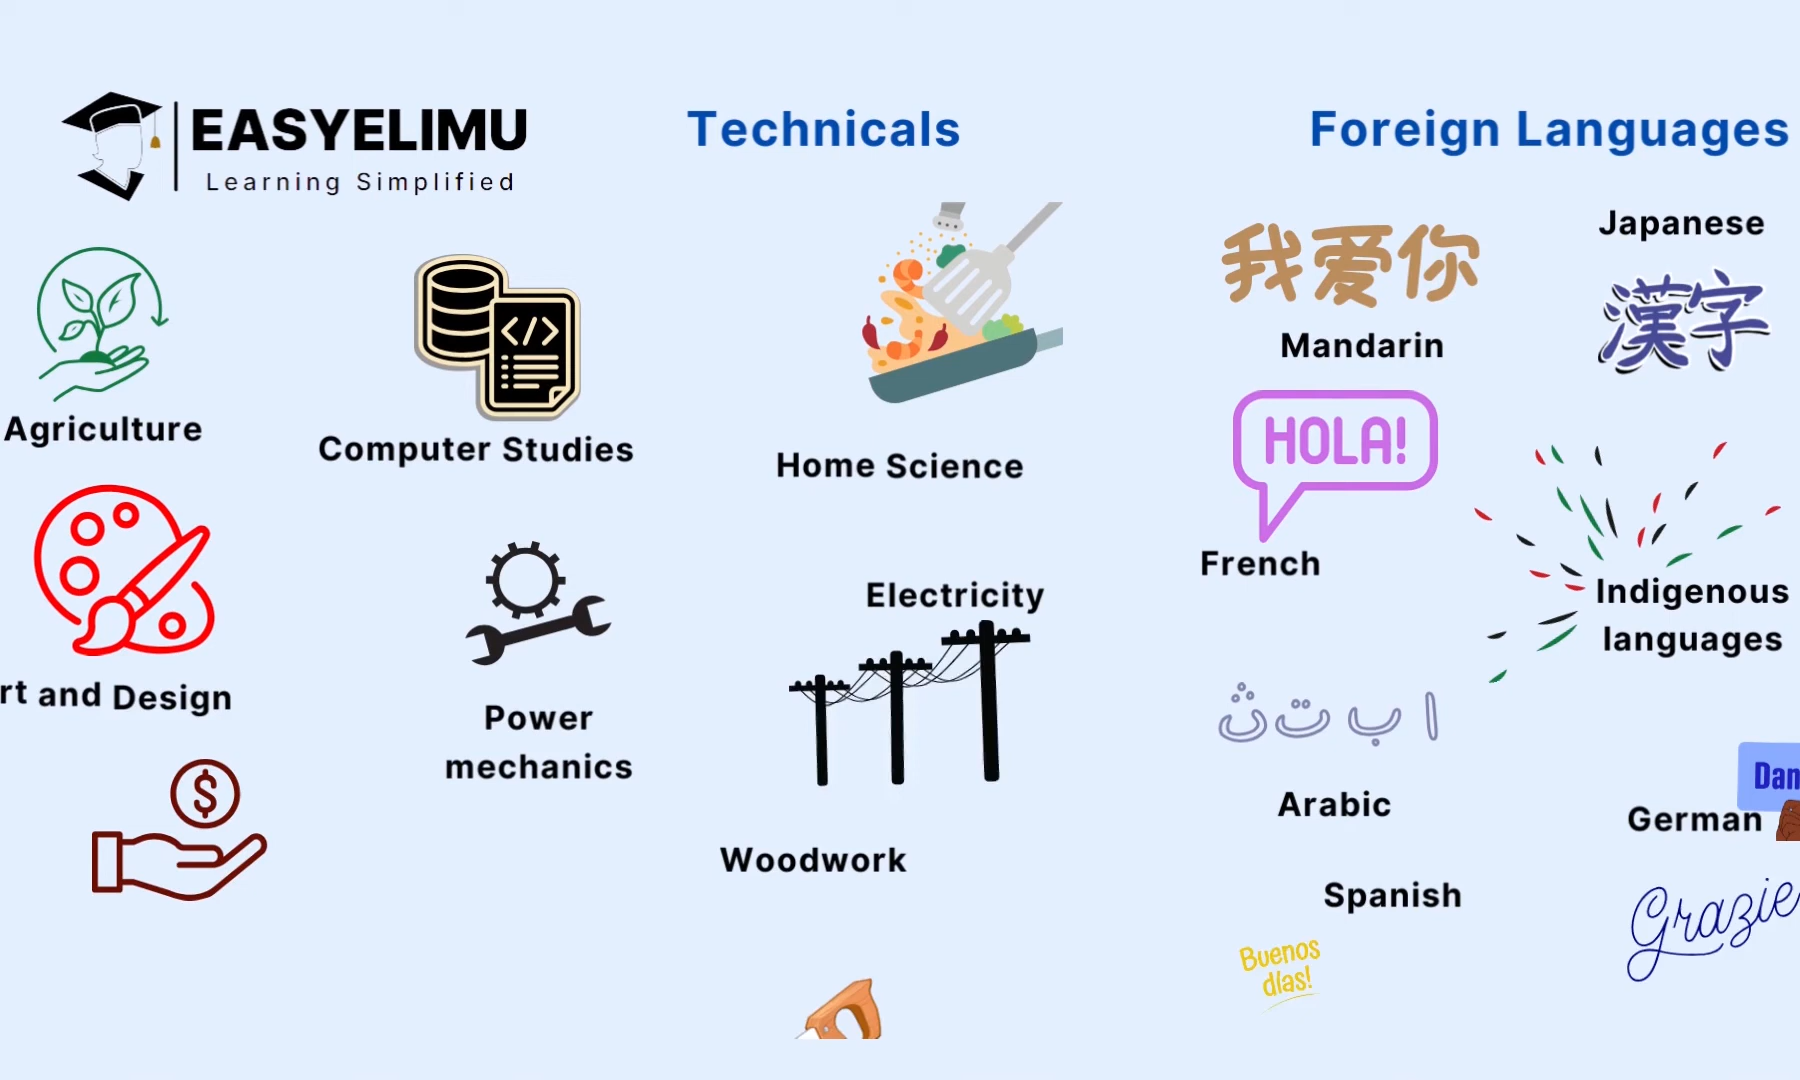 EASYELIMU
Learning Simplified
Technicals
Foreign Languages
Agriculture
Computer Studies
Home Science
rt and Design
Power
mechanics
Electricity
Woodwork
我爱你
Mandarin
Japanese
漢字
HOLA!
French
Indigenous
languages
ا ب ت ث
Arabic
Dan
German
Spanish
Buenos
días!
Grazie